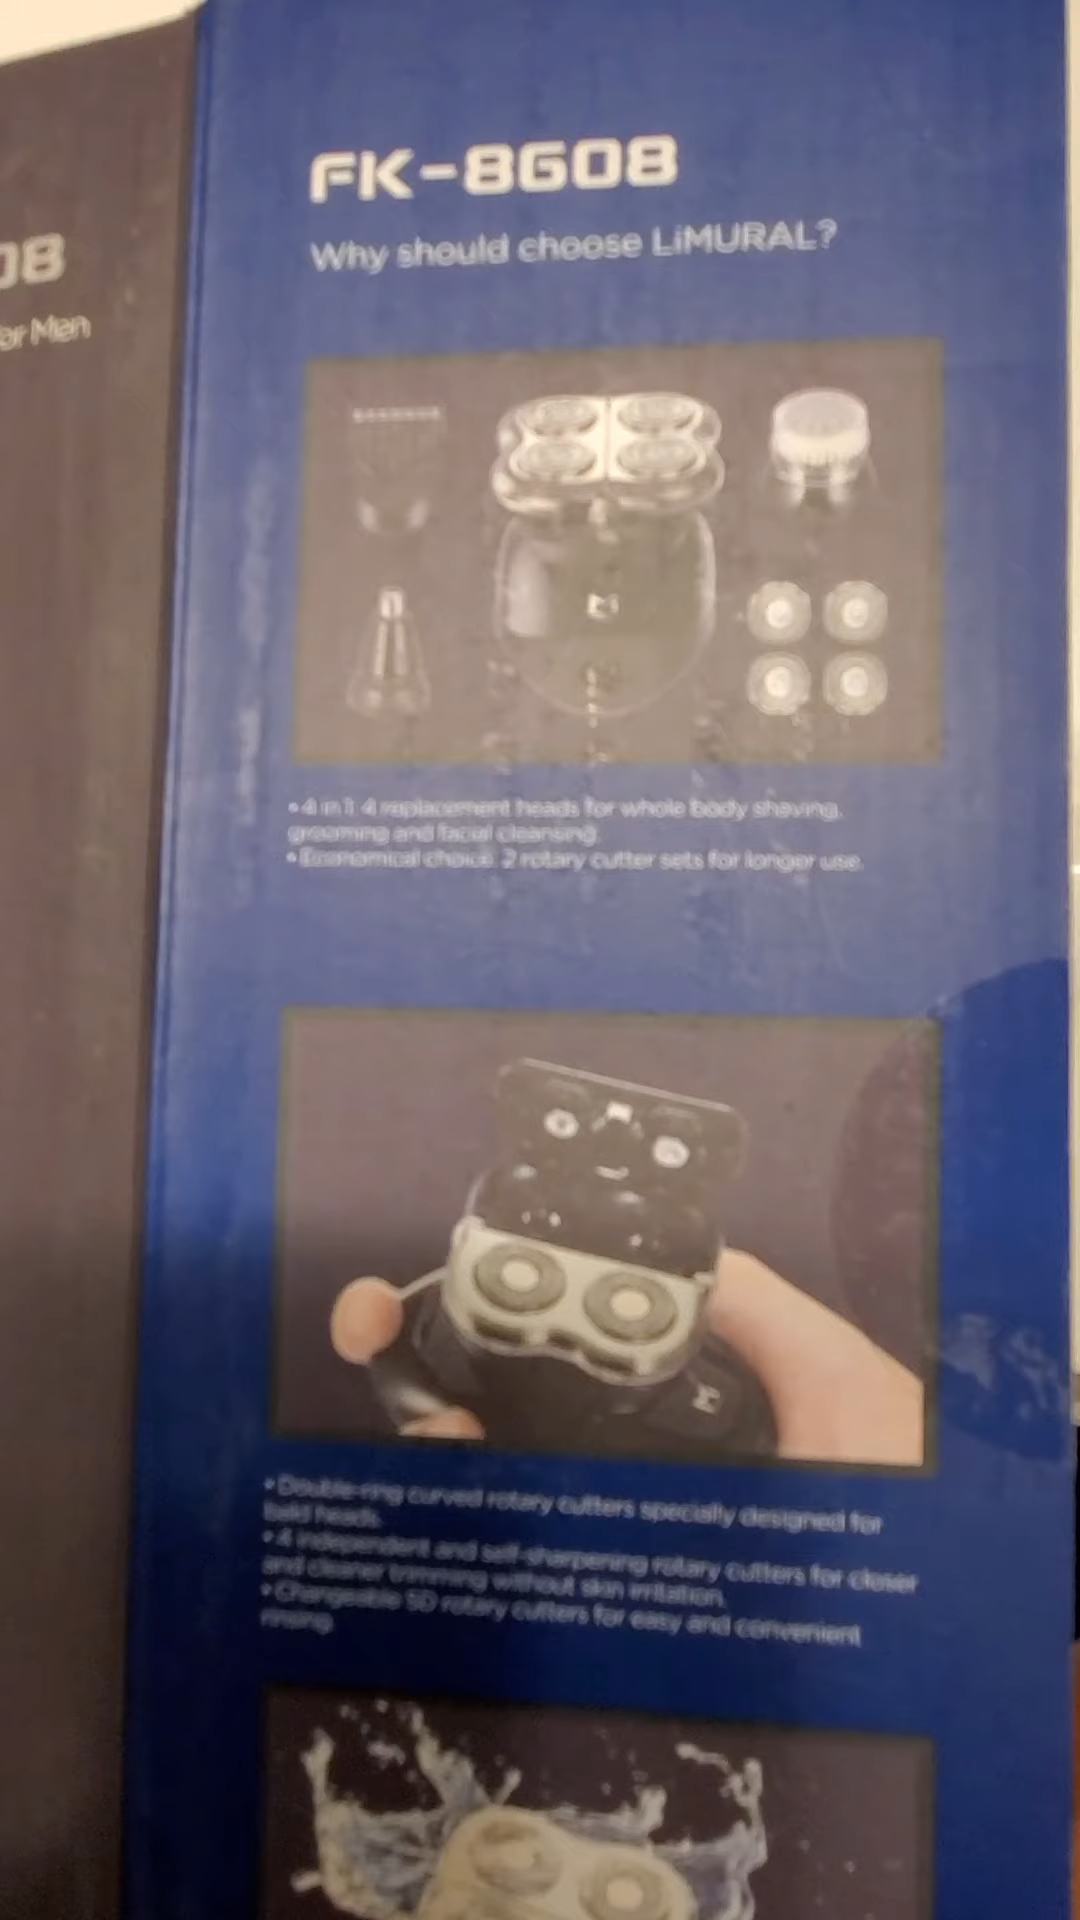 08
for Men
FK-8G08
Why should choose LiMURAL?
• 4 in 1: 4 replacement heads for whole body shaving,
grooming and facial cleansing.
• Economical choice. 2 rotary cutter sets for longer use.
• Double-ring curved rotary cutters specially designed for
bald heads.
• 4 independent and self-sharpening rotary cutters for closer
and cleaner trimming without skin irritation.
• Changeable 5D rotary cutters for easy and convenient
rinsing.